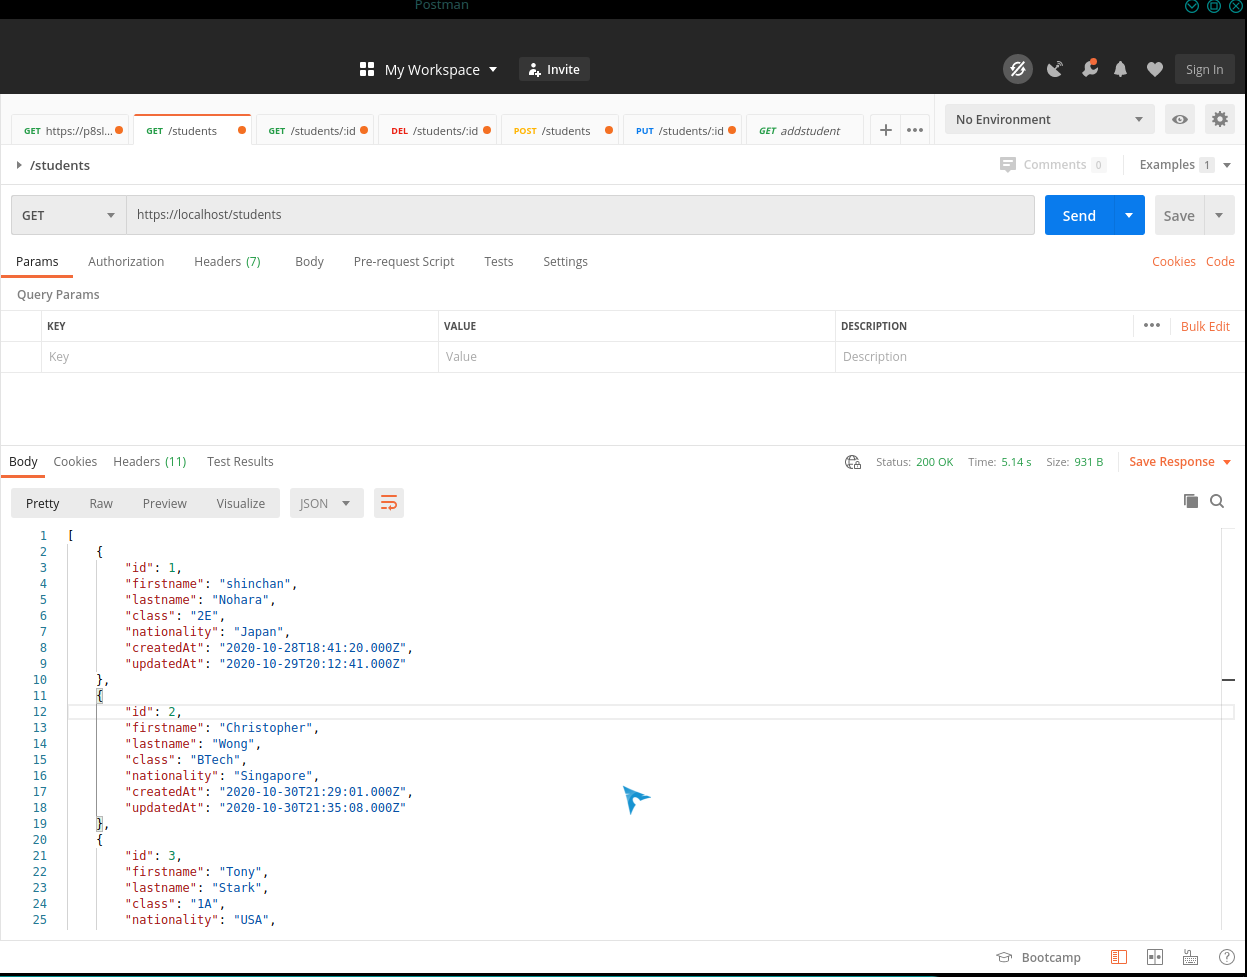 Postman
My Workspace Invite Sign In
GET https://p8sl... GET /students GET /students/:id DEL /students/:id POST /students PUT /students/:id GET addstudent + ••• No Environment
/students Comments 0 Examples 1
GET https://localhost/students Send Save
Params Authorization Headers (7) Body Pre-request Script Tests Settings Cookies Code
Query Params
KEY VALUE DESCRIPTION ••• Bulk Edit
Key Value Description
Body Cookies Headers (11) Test Results Status: 200 OK Time: 5.14 s Size: 931 B Save Response
Pretty Raw Preview Visualize JSON
1 [
2 {
3 "id": 1,
4 "firstname": "shinchan",
5 "lastname": "Nohara",
6 "class": "2E",
7 "nationality": "Japan",
8 "createdAt": "2020-10-28T18:41:20.000Z",
9 "updatedAt": "2020-10-29T20:12:41.000Z"
10 },
11 {
12 "id": 2,
13 "firstname": "Christopher",
14 "lastname": "Wong",
15 "class": "BTech",
16 "nationality": "Singapore",
17 "createdAt": "2020-10-30T21:29:01.000Z",
18 "updatedAt": "2020-10-30T21:35:08.000Z"
19 },
20 {
21 "id": 3,
22 "firstname": "Tony",
23 "lastname": "Stark",
24 "class": "1A",
25 "nationality": "USA",
Bootcamp ?